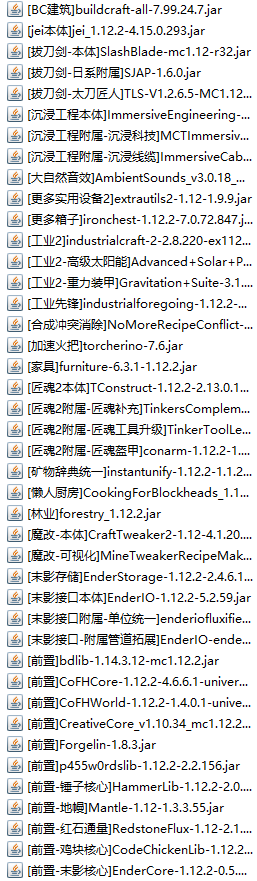 [BC建筑]buildcraft-all-7.99.24.7.jar
[jei本体]jei_1.12.2-4.15.0.293.jar
[拔刀剑-本体]SlashBlade-mc1.12-r32.jar
[拔刀剑-日系附属]SJAP-1.6.0.jar
[拔刀剑-太刀匠人]TLS-V1.2.6.5-MC1.12...
[沉浸工程本体]ImmersiveEngineering-...
[沉浸工程附属-沉浸科技]MCTImmersiv...
[沉浸工程附属-沉浸线缆]ImmersiveCab...
[大自然音效]AmbientSounds_v3.0.18_...
[更多实用设备2]extrautils2-1.12-1.9.9.jar
[更多箱子]ironchest-1.12.2-7.0.72.847.j...
[工业2]industrialcraft-2-2.8.220-ex112...
[工业2-高级太阳能]Advanced+Solar+P...
[工业2-重力装甲]Gravitation+Suite-3.1....
[工业先锋]industrialforegoing-1.12.2-...
[合成冲突消除]NoMoreRecipeConflict-...
[加速火把]torcherino-7.6.jar
[家具]furniture-6.3.1-1.12.2.jar
[匠魂2本体]TConstruct-1.12.2-2.13.0.1...
[匠魂2附属-匠魂补充]TinkersComplem...
[匠魂2附属-匠魂工具升级]TinkerToolLe...
[匠魂2附属-匠魂盔甲]conarm-1.12.2-1....
[矿物辞典统一]instantunify-1.12.2-1.1.2....
[懒人厨房]CookingForBlockheads_1.1...
[林业]forestry_1.12.2.jar
[魔改-本体]CraftTweaker2-1.12-4.1.20....
[魔改-可视化]MineTweakerRecipeMak...
[末影存储]EnderStorage-1.12.2-2.4.6.1...
[末影接口本体]EnderIO-1.12.2-5.2.59.jar
[末影接口附属-单位统一]enderiofluxifie...
[末影接口-附属管道拓展]EnderIO-ende...
[前置]bdlib-1.14.3.12-mc1.12.2.jar
[前置]CoFHCore-1.12.2-4.6.6.1-univer...
[前置]CoFHWorld-1.12.2-1.4.0.1-unive...
[前置]CreativeCore_v1.10.34_mc1.12.2...
[前置]Forgelin-1.8.3.jar
[前置]p455w0rdslib-1.12.2-2.2.156.jar
[前置-锤子核心]HammerLib-1.12.2-2.0....
[前置-地幔]Mantle-1.12-1.3.3.55.jar
[前置-红石通量]RedstoneFlux-1.12-2.1....
[前置-鸡块核心]CodeChickenLib-1.12.2...
[前置-末影核心]EnderCore-1.12.2-0.5....